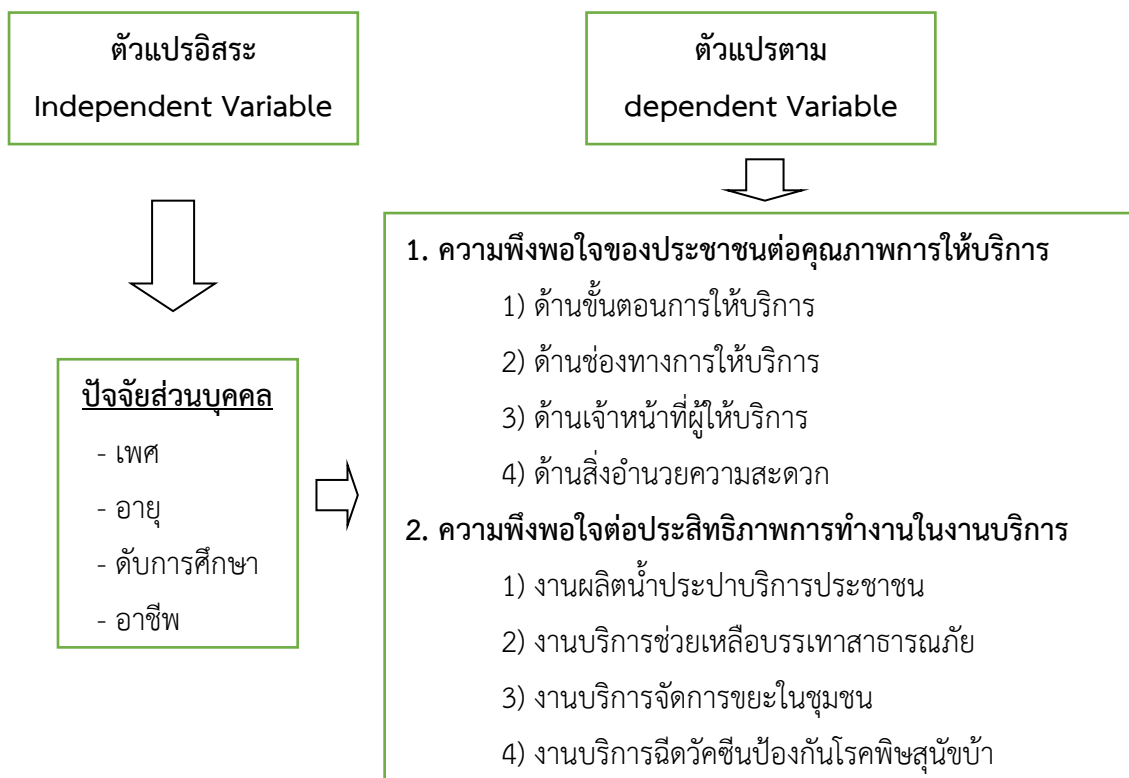 ตัวแปรอิสระ
Independent Variable
ตัวแปรตาม
dependent Variable
ปัจจัยส่วนบุคคล
- เพศ
- อายุ
- ดับการศึกษา
- อาชีพ
1. ความพึงพอใจของประชาชนต่อคุณภาพการให้บริการ
1) ด้านขั้นตอนการให้บริการ
2) ด้านช่องทางการให้บริการ
3) ด้านเจ้าหน้าที่ผู้ให้บริการ
4) ด้านสิ่งอำนวยความสะดวก
2. ความพึงพอใจต่อประสิทธิภาพการทำงานในงานบริการ
1) งานผลิตน้ำประปาบริการประชาชน
2) งานบริการช่วยเหลือบรรเทาสาธารณภัย
3) งานบริการจัดการขยะในชุมชน
4) งานบริการฉีดวัคซีนป้องกันโรคพิษสุนัขบ้า